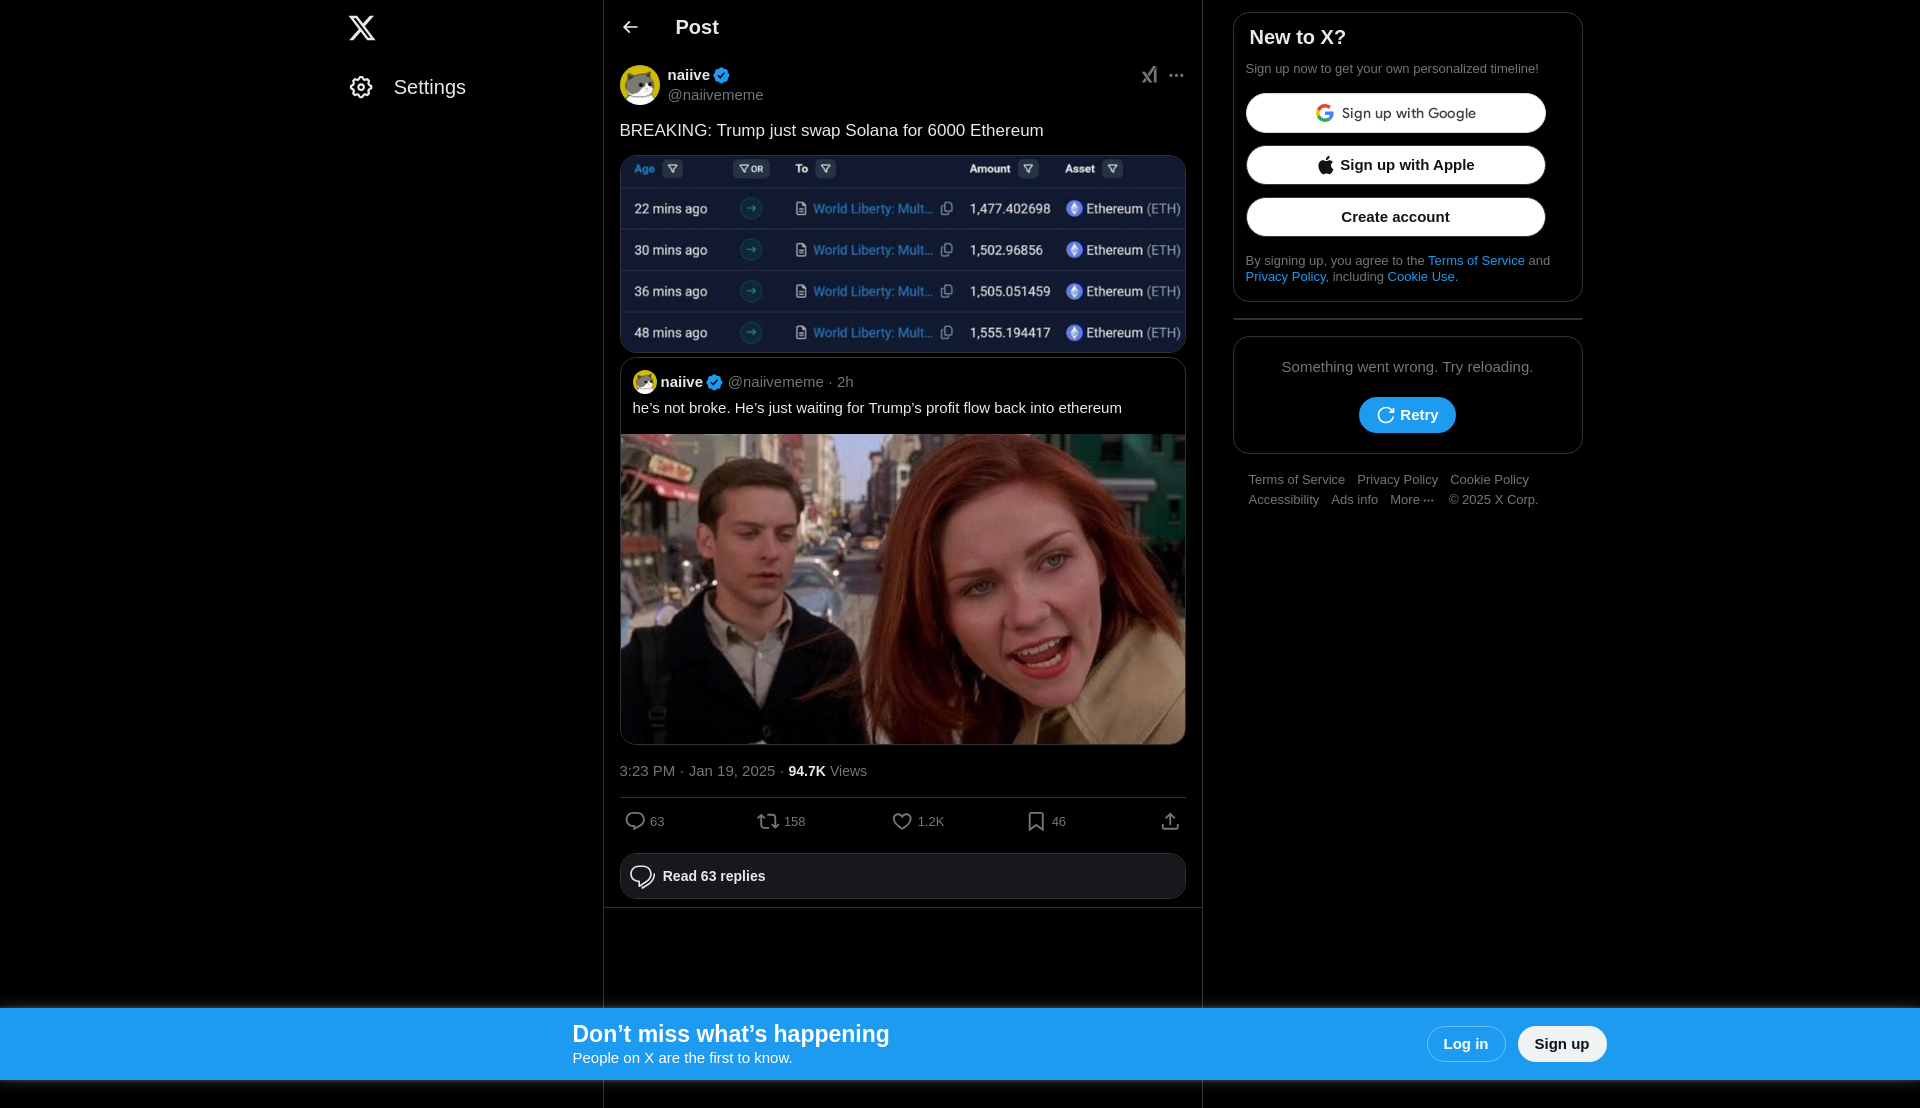 Settings
Post
naiive
@naiivememe
BREAKING: Trump just swap Solana for 6000 Ethereum
Age OR To Amount Asset
22 mins ago World Liberty: Mult... 1,477.402698 Ethereum (ETH)
30 mins ago World Liberty: Mult... 1,502.96856 Ethereum (ETH)
36 mins ago World Liberty: Mult... 1,505.051459 Ethereum (ETH)
48 mins ago World Liberty: Mult... 1,555.194417 Ethereum (ETH)
naiive @naiivememe · 2h
he’s not broke. He’s just waiting for Trump’s profit flow back into ethereum
3:23 PM · Jan 19, 2025 · 94.7K Views
63 158 1.2K 46
Read 63 replies
New to X?
Sign up now to get your own personalized timeline!
Sign up with Google
Sign up with Apple
Create account
By signing up, you agree to the Terms of Service and
Privacy Policy, including Cookie Use.
Something went wrong. Try reloading.
Retry
Terms of Service Privacy Policy Cookie Policy
Accessibility Ads info More ··· © 2025 X Corp.
Don’t miss what’s happening
People on X are the first to know.
Log in
Sign up